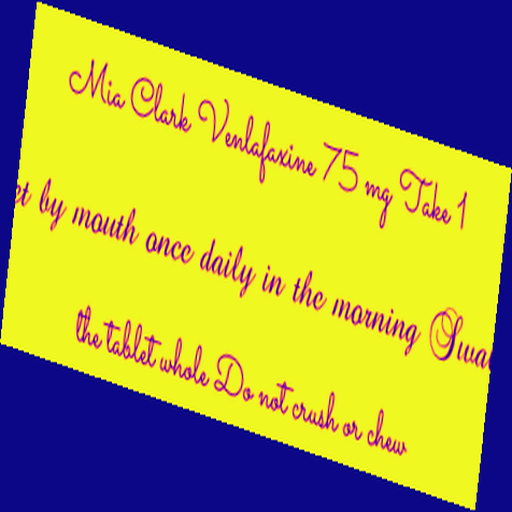 Mia Clark Venlafaxine 75 mg Take 1
by mouth once daily in the morning
the tablet whole Do not crush or chew